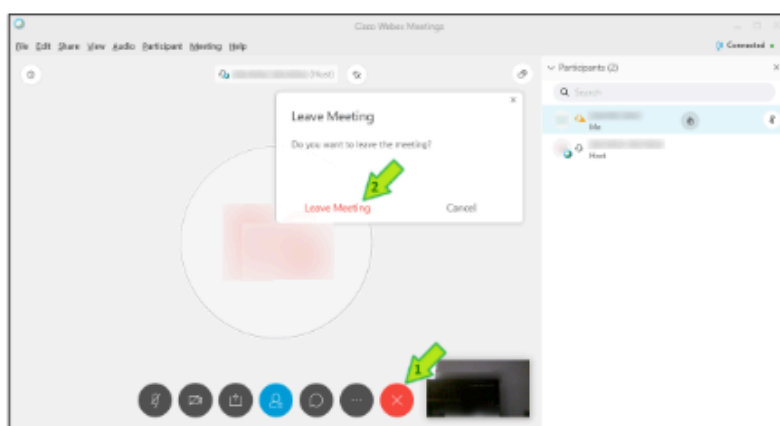 Cisco Webex Meetings
File Edit Share View Audio Participant Meeting Help
Connected
(Host)
Participants (2)
Search
Me
Host
Leave Meeting
Do you want to leave the meeting?
2
Leave Meeting Cancel
1